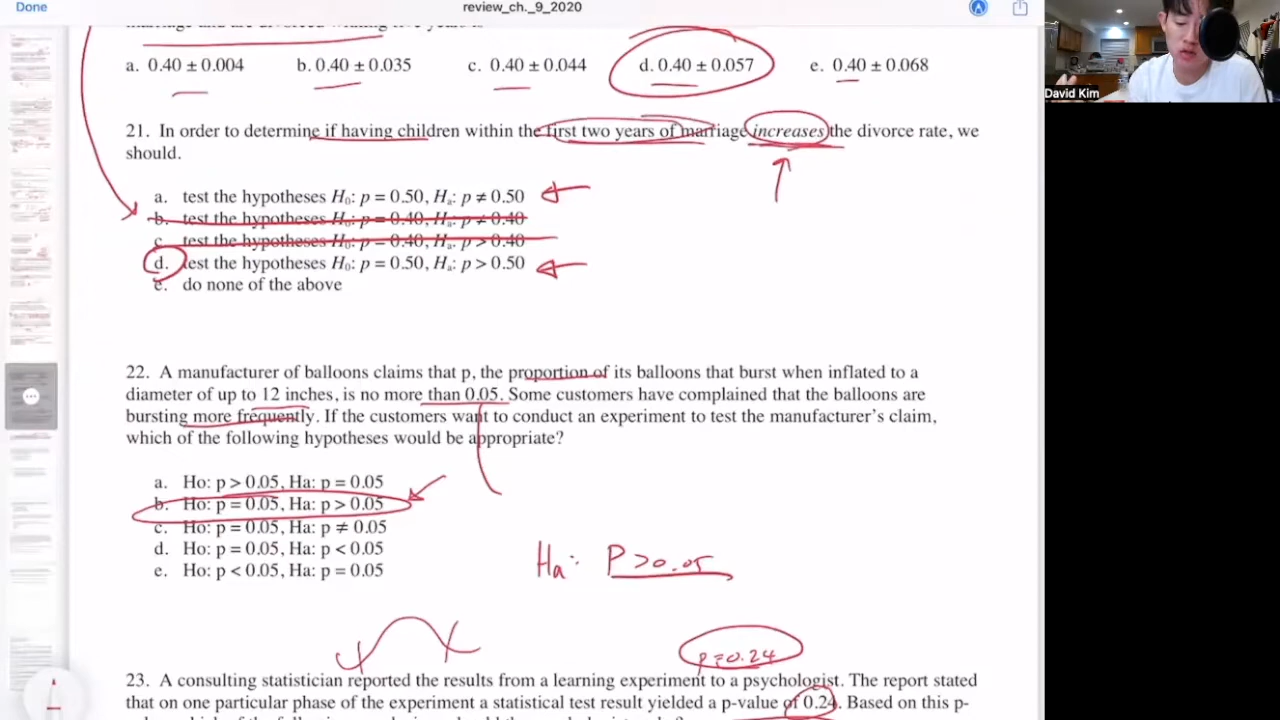 Done
review_ch._9_2020
David Kim
a. 0.40 ± 0.004 b. 0.40 ± 0.035 c. 0.40 ± 0.044 d. 0.40 ± 0.057 e. 0.40 ± 0.068
21. In order to determine if having children within the first two years of marriage increases the divorce rate, we
should.
a. test the hypotheses H₀: p = 0.50, Hₐ: p ≠ 0.50
b. test the hypotheses H₀: p = 0.40, Hₐ: p ≠ 0.40
c. test the hypotheses H₀: p = 0.40, Hₐ: p > 0.40
d. test the hypotheses H₀: p = 0.50, Hₐ: p > 0.50
e. do none of the above
22. A manufacturer of balloons claims that p, the proportion of its balloons that burst when inflated to a
diameter of up to 12 inches, is no more than 0.05. Some customers have complained that the balloons are
bursting more frequently. If the customers want to conduct an experiment to test the manufacturer's claim,
which of the following hypotheses would be appropriate?
a. Ho: p > 0.05, Ha: p = 0.05
b. Ho: p = 0.05, Ha: p > 0.05
c. Ho: p = 0.05, Ha: p ≠ 0.05
d. Ho: p = 0.05, Ha: p < 0.05
e. Ho: p < 0.05, Ha: p = 0.05
Ha: P > 0.05
p = 0.24
23. A consulting statistician reported the results from a learning experiment to a psychologist. The report stated
that on one particular phase of the experiment a statistical test result yielded a p-value of 0.24. Based on this p-